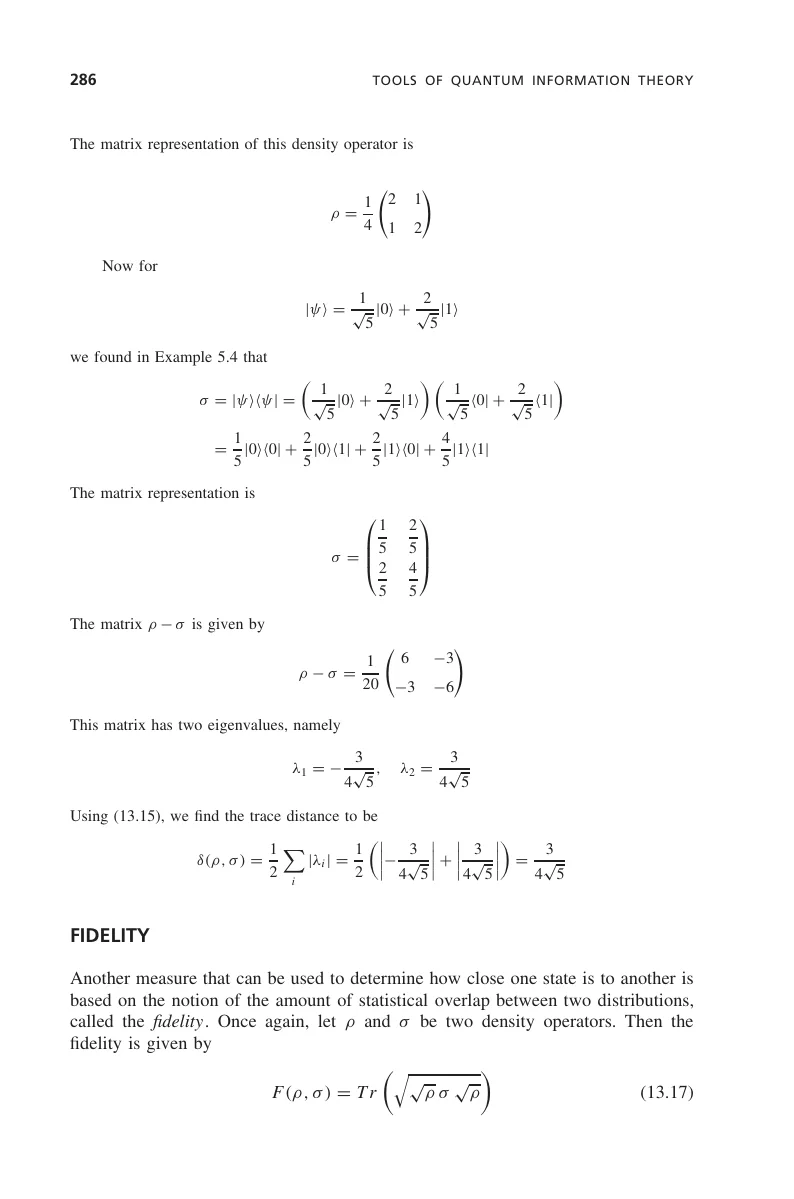 286 TOOLS OF QUANTUM INFORMATION THEORY
The matrix representation of this density operator is
ρ = 1/4 (2 1; 1 2)
Now for
|ψ⟩ = 1/√5 |0⟩ + 2/√5 |1⟩
we found in Example 5.4 that
σ = |ψ⟩⟨ψ| = (1/√5 |0⟩ + 2/√5 |1⟩) (1/√5 ⟨0| + 2/√5 ⟨1|)
= 1/5 |0⟩⟨0| + 2/5 |0⟩⟨1| + 2/5 |1⟩⟨0| + 4/5 |1⟩⟨1|
The matrix representation is
σ = (1/5 2/5; 2/5 4/5)
The matrix ρ − σ is given by
ρ − σ = 1/20 (6 −3; −3 −6)
This matrix has two eigenvalues, namely
λ₁ = − 3/(4√5), λ₂ = 3/(4√5)
Using (13.15), we find the trace distance to be
δ(ρ, σ) = 1/2 ∑ᵢ |λᵢ| = 1/2 (|− 3/(4√5)| + |3/(4√5)|) = 3/(4√5)
FIDELITY
Another measure that can be used to determine how close one state is to another is
based on the notion of the amount of statistical overlap between two distributions,
called the fidelity. Once again, let ρ and σ be two density operators. Then the
fidelity is given by
F(ρ, σ) = Tr (√(√ρ σ √ρ)) (13.17)